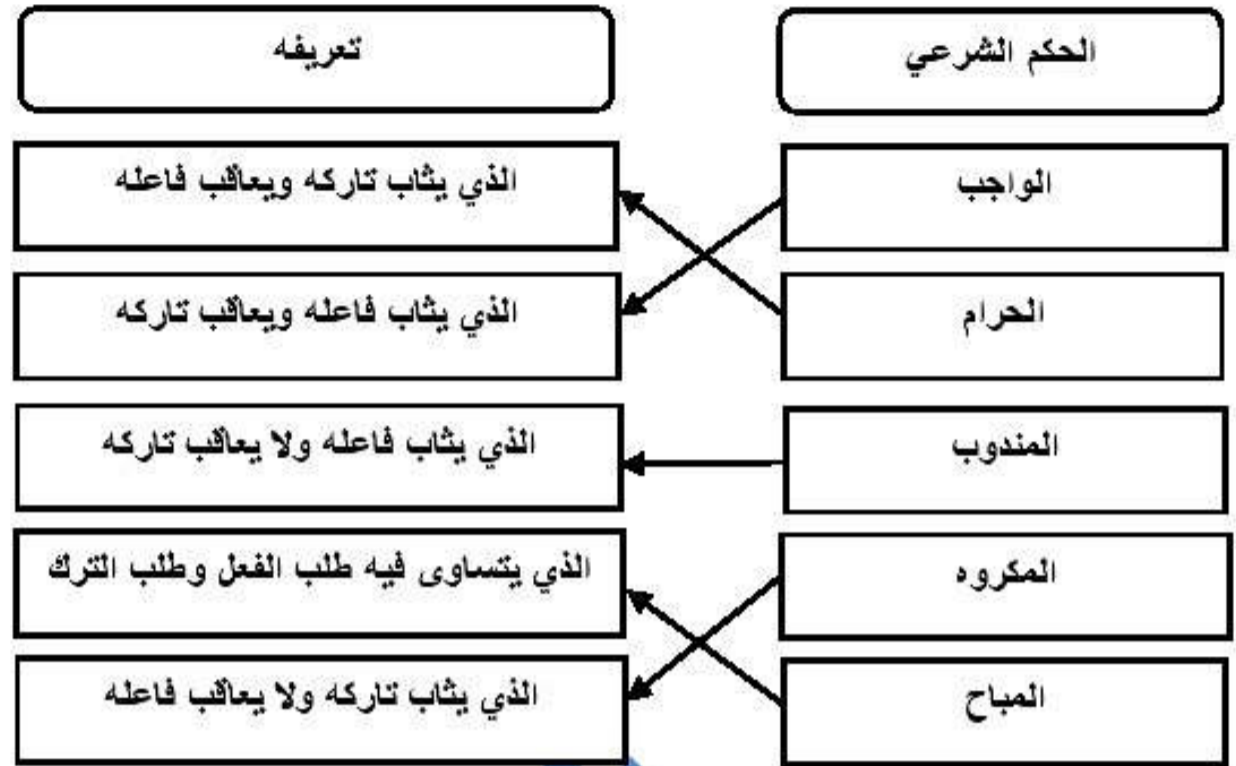 الحكم الشرعي
تعريفه
الواجب
الذي يثاب تاركه ويعاقب فاعله
الحرام
الذي يثاب فاعله ويعاقب تاركه
المندوب
الذي يثاب فاعله ولا يعاقب تاركه
المكروه
الذي يتساوى فيه طلب الفعل وطلب الترك
المباح
الذي يثاب تاركه ولا يعاقب فاعله